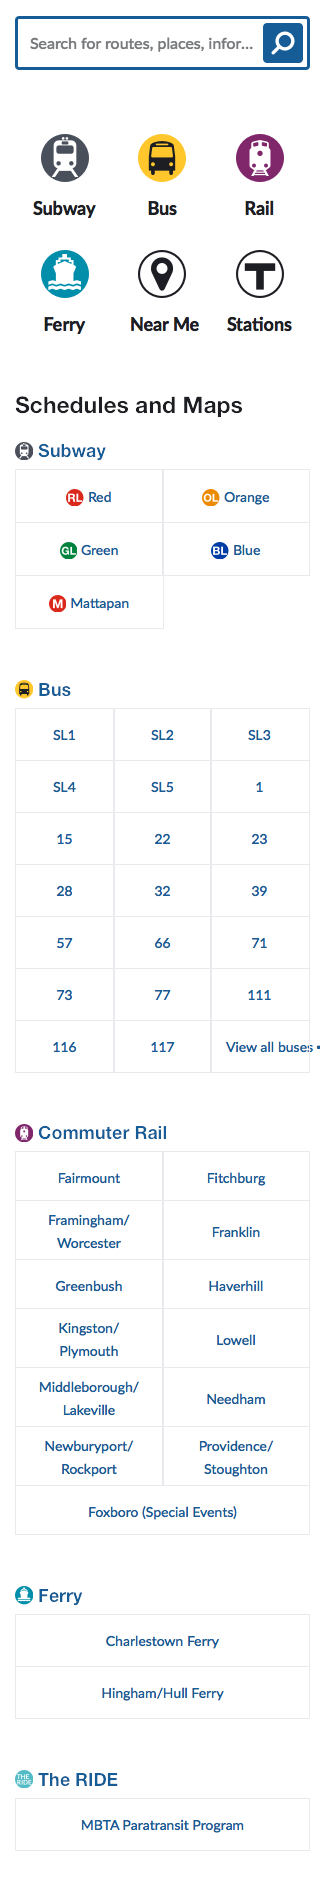 Search for routes, places, infor...
Subway Bus Rail
Ferry Near Me Stations
T
Schedules and Maps
Subway
RL Red OL Orange
GL Green BL Blue
M Mattapan
Bus
SL1 SL2 SL3
SL4 SL5 1
15 22 23
28 32 39
57 66 71
73 77 111
116 117 View all buses
Commuter Rail
Fairmount Fitchburg
Framingham/
Worcester
Franklin
Greenbush Haverhill
Kingston/
Plymouth
Lowell
Middleborough/
Lakeville
Needham
Newburyport/
Rockport
Providence/
Stoughton
Foxboro (Special Events)
Ferry
Charlestown Ferry
Hingham/Hull Ferry
THE
RIDE
The RIDE
MBTA Paratransit Program